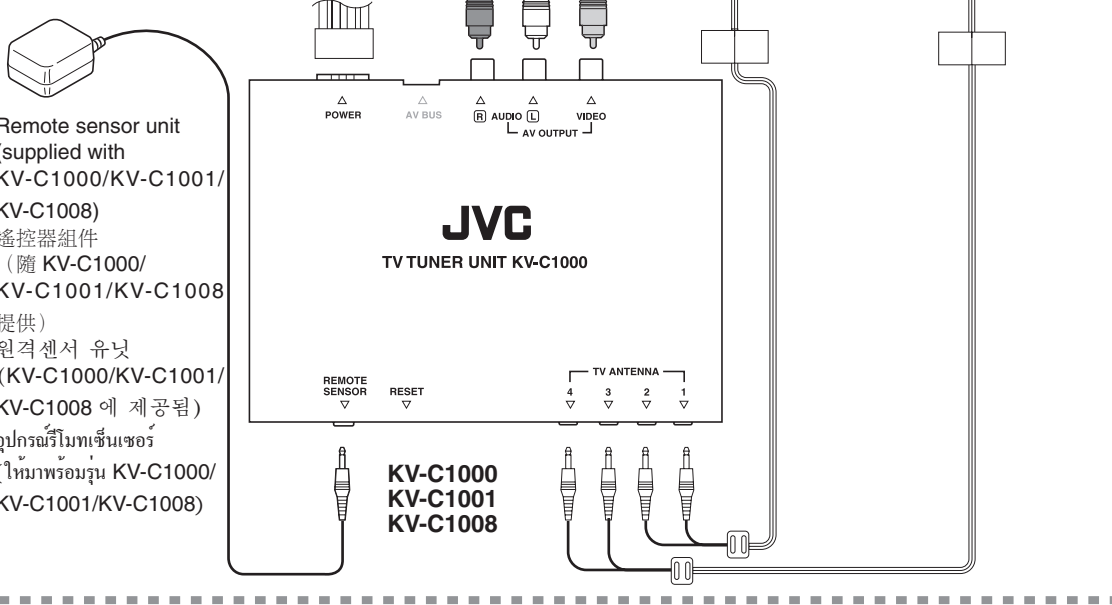 POWER
AV BUS
R AUDIO L
VIDEO
AV OUTPUT
Remote sensor unit
(supplied with
KV-C1000/KV-C1001/
KV-C1008)
遙控器組件
（隨 KV-C1000/
KV-C1001/KV-C1008
提供）
원격센서 유닛
(KV-C1000/KV-C1001/
KV-C1008 에 제공됨)
อุปกรณ์รีโมทเซ็นเซอร์
(ให้มาพร้อมรุ่น KV-C1000/
KV-C1001/KV-C1008)
JVC
TV TUNER UNIT KV-C1000
REMOTE
SENSOR
RESET
TV ANTENNA
4 3 2 1
KV-C1000
KV-C1001
KV-C1008